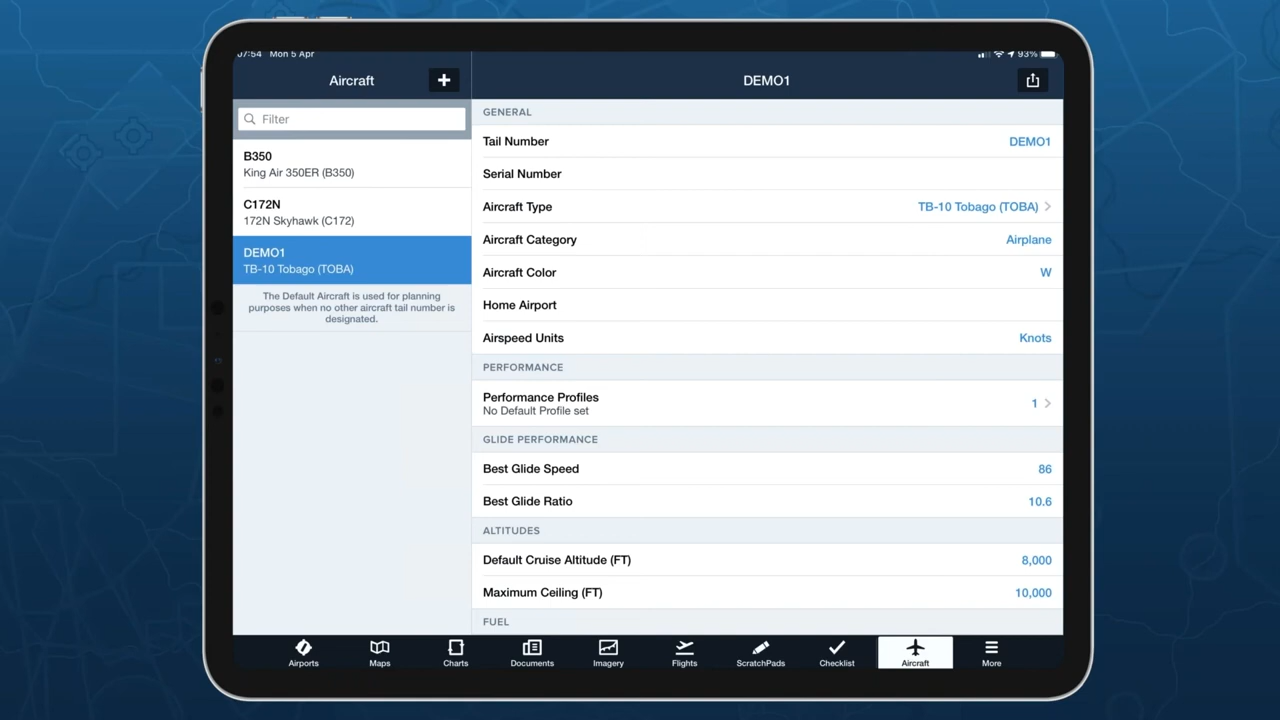 07:54 Mon 5 Apr
93%
Aircraft
DEMO1
Filter
B350
King Air 350ER (B350)
C172N
172N Skyhawk (C172)
DEMO1
TB-10 Tobago (TOBA)
The Default Aircraft is used for planning
purposes when no other aircraft tail number is
designated.
GENERAL
Tail Number DEMO1
Serial Number
Aircraft Type TB-10 Tobago (TOBA)
Aircraft Category Airplane
Aircraft Color W
Home Airport
Airspeed Units Knots
PERFORMANCE
Performance Profiles 1
No Default Profile set
GLIDE PERFORMANCE
Best Glide Speed 86
Best Glide Ratio 10.6
ALTITUDES
Default Cruise Altitude (FT) 8,000
Maximum Ceiling (FT) 10,000
FUEL
Airports Maps Charts Documents Imagery Flights ScratchPads Checklist Aircraft More